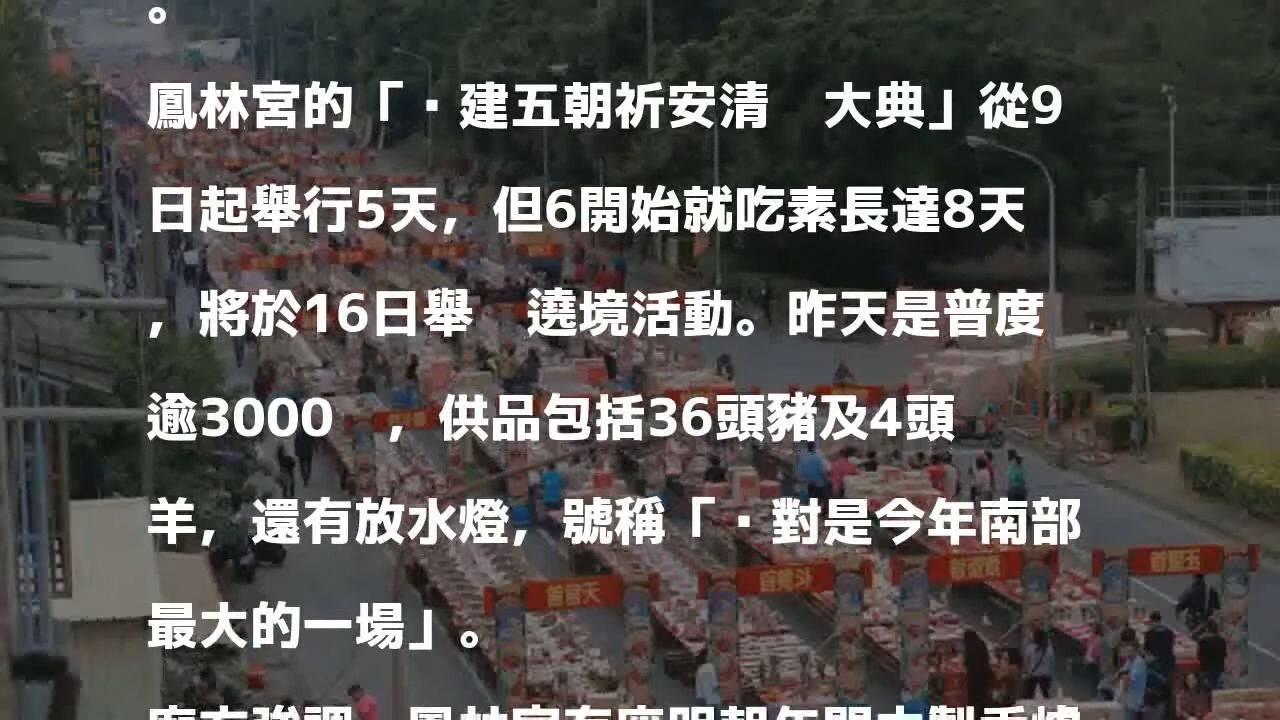 。
鳳林宮的「·建五朝祈安清　大典」從9
日起舉行5天，但6開始就吃素長達8天
，將於16日舉　遶境活動。昨天是普度
逾3000　，供品包括36頭豬及4頭
羊，還有放水燈，號稱「·對是今年南部
最大的一場」。